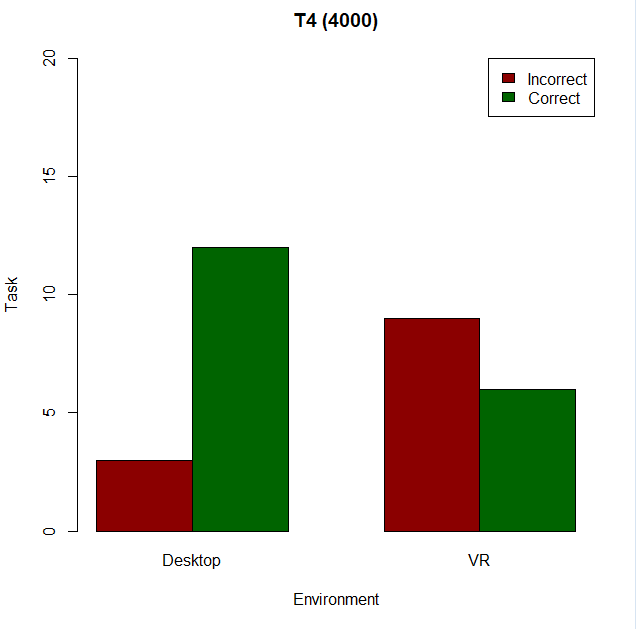 T4 (4000)
20
15
10
5
0
Task
Incorrect
Correct
Desktop
VR
Environment